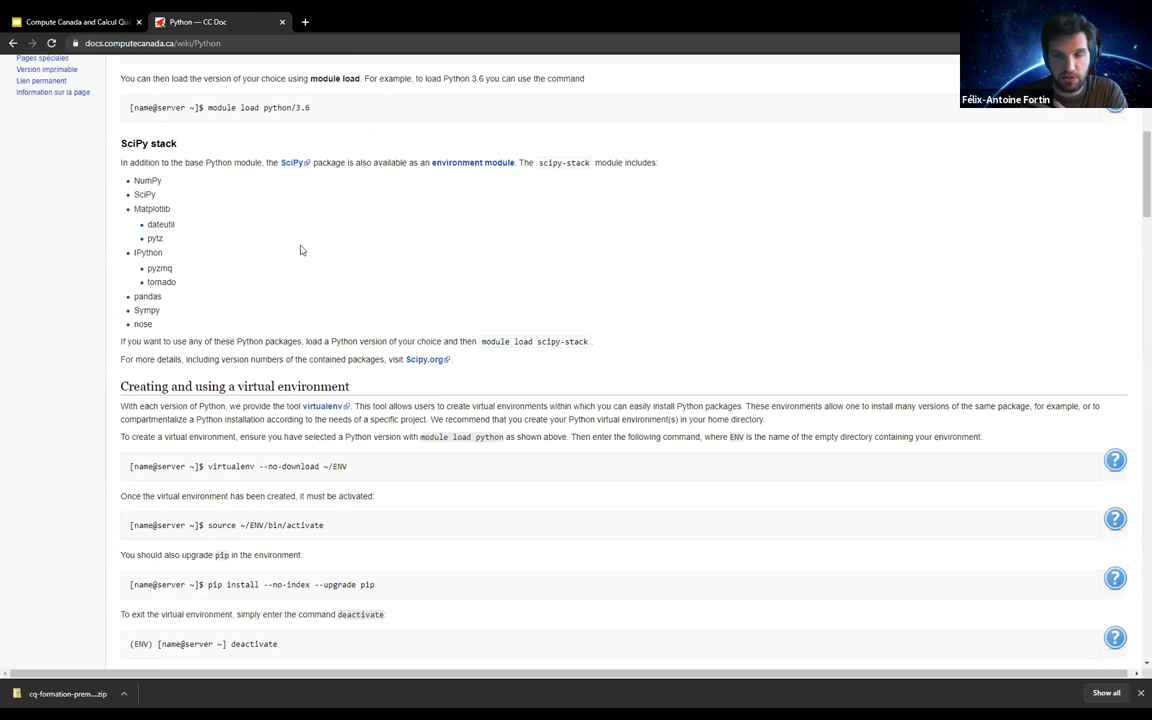 Compute Canada and Calcul Qu
Python — CC Doc
docs.computecanada.ca/wiki/Python
Félix-Antoine Fortin
Pages spéciales
Version imprimable
Lien permanent
Information sur la page
You can then load the version of your choice using module load. For example, to load Python 3.6 you can use the command
[name@server ~]$ module load python/3.6
SciPy stack
In addition to the base Python module, the SciPy package is also available as an environment module. The scipy-stack module includes:
NumPy
SciPy
Matplotlib
dateutil
pytz
IPython
pyzmq
tornado
pandas
Sympy
nose
If you want to use any of these Python packages, load a Python version of your choice and then module load scipy-stack.
For more details, including version numbers of the contained packages, visit Scipy.org.
Creating and using a virtual environment
With each version of Python, we provide the tool virtualenv. This tool allows users to create virtual environments within which you can easily install Python packages. These environments allow one to install many versions of the same package, for example, or to
compartmentalize a Python installation according to the needs of a specific project. We recommend that you create your Python virtual environment(s) in your home directory.
To create a virtual environment, ensure you have selected a Python version with module load python as shown above. Then enter the following command, where ENV is the name of the empty directory containing your environment:
[name@server ~]$ virtualenv --no-download ~/ENV
Once the virtual environment has been created, it must be activated:
[name@server ~]$ source ~/ENV/bin/activate
You should also upgrade pip in the environment:
[name@server ~]$ pip install --no-index --upgrade pip
To exit the virtual environment, simply enter the command deactivate:
(ENV) [name@server ~] deactivate
cq-formation-prem....zip
Show all